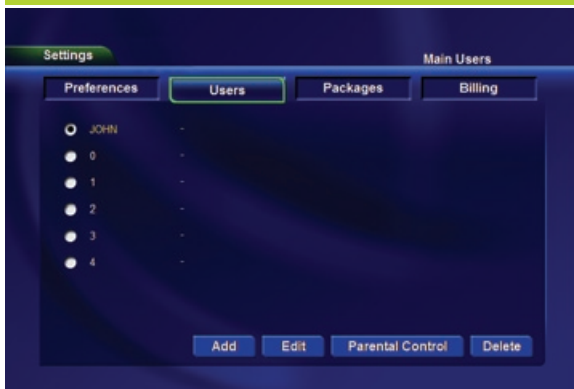 Settings
Main Users
Preferences Users Packages Billing
JOHN -
0 -
1 -
2 -
3 -
4 -
Add Edit Parental Control Delete